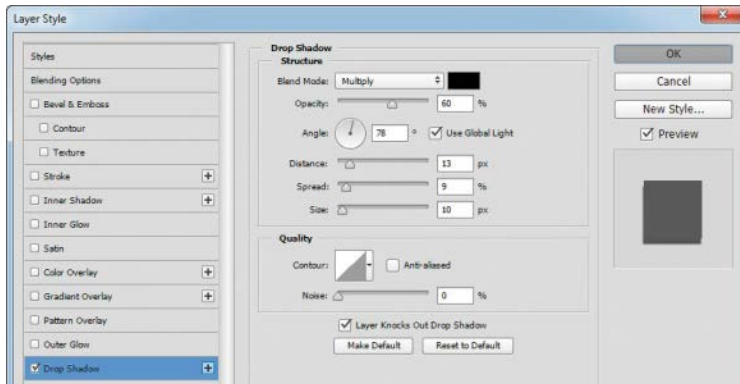 Layer Style
Styles
Blending Options
Bevel & Emboss
Contour
Texture
Stroke
Inner Shadow
Inner Glow
Satin
Color Overlay
Gradient Overlay
Pattern Overlay
Outer Glow
Drop Shadow
Drop Shadow
Structure
Blend Mode: Multiply
Opacity: 60 %
Angle: 78 ° Use Global Light
Distance: 13 px
Spread: 9 %
Size: 10 px
Quality
Contour: Anti-aliased
Noise: 0 %
Layer Knocks Out Drop Shadow
Make Default Reset to Default
OK
Cancel
New Style...
Preview